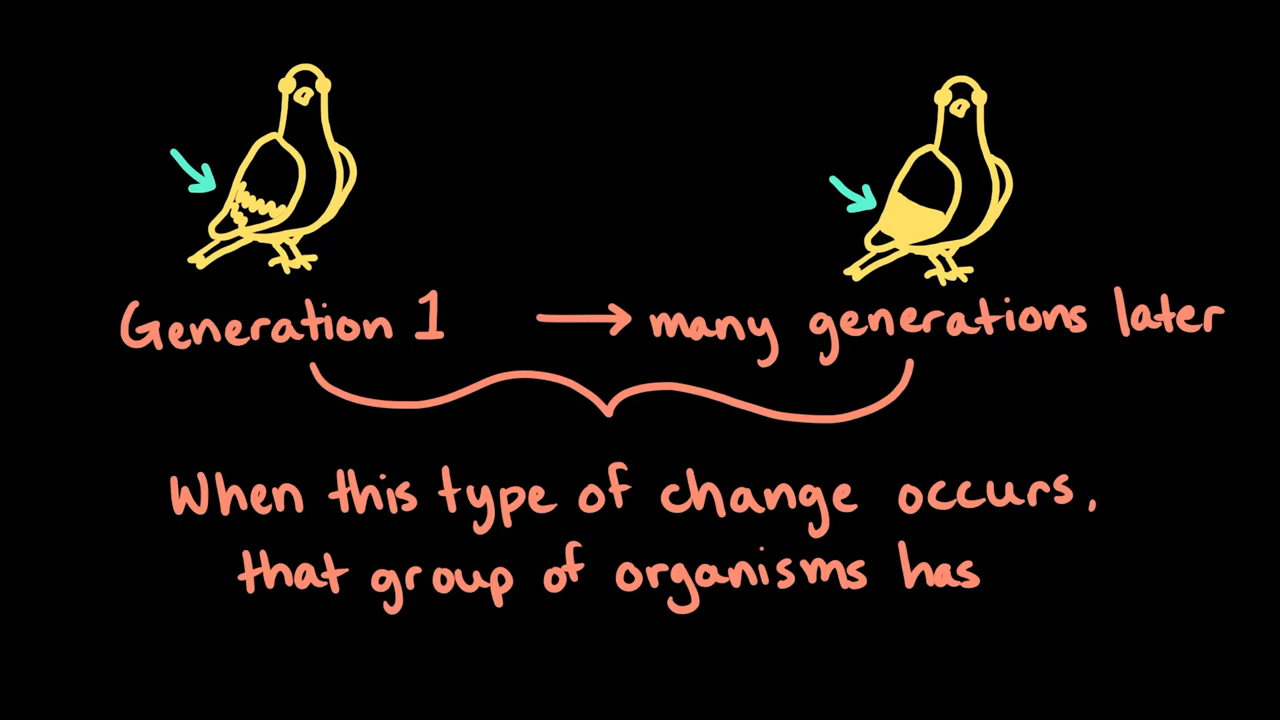 Generation 1 → many generations later
When this type of change occurs,
that group of organisms has